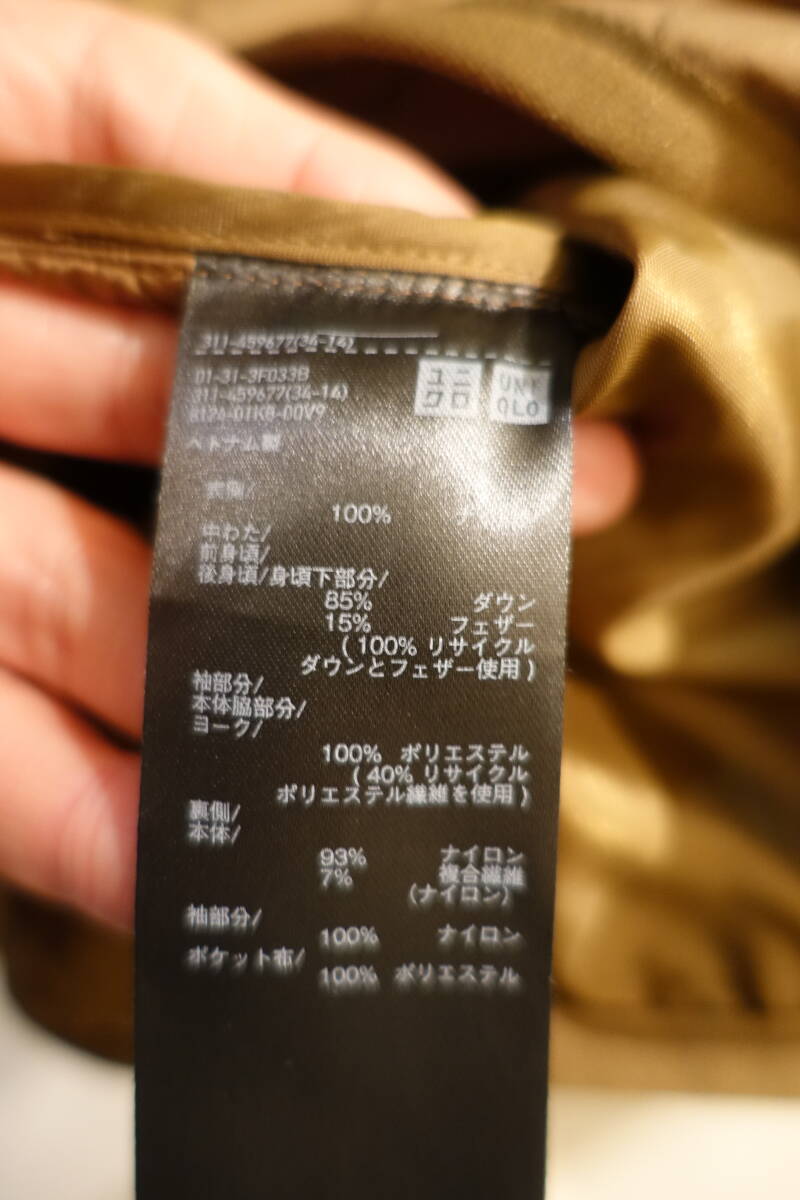 311-459677(34-14)
01-31-3F033B
311-459677(34-14)
R126-01KB-00V9
ユニ
クロ
UNI
QLO
ベトナム製
表側/
100% ナイロン
中わた/
前身頃/
後身頃/身頃下部分/
85% ダウン
15% フェザー
(100% リサイクル
ダウンとフェザー使用)
袖部分/
本体脇部分/
ヨーク/
100% ポリエステル
(40% リサイクル
ポリエステル繊維を使用)
裏側/
本体/
93% ナイロン
7% 複合繊維
(ナイロン)
袖部分/
100% ナイロン
ポケット布/
100% ポリエステル